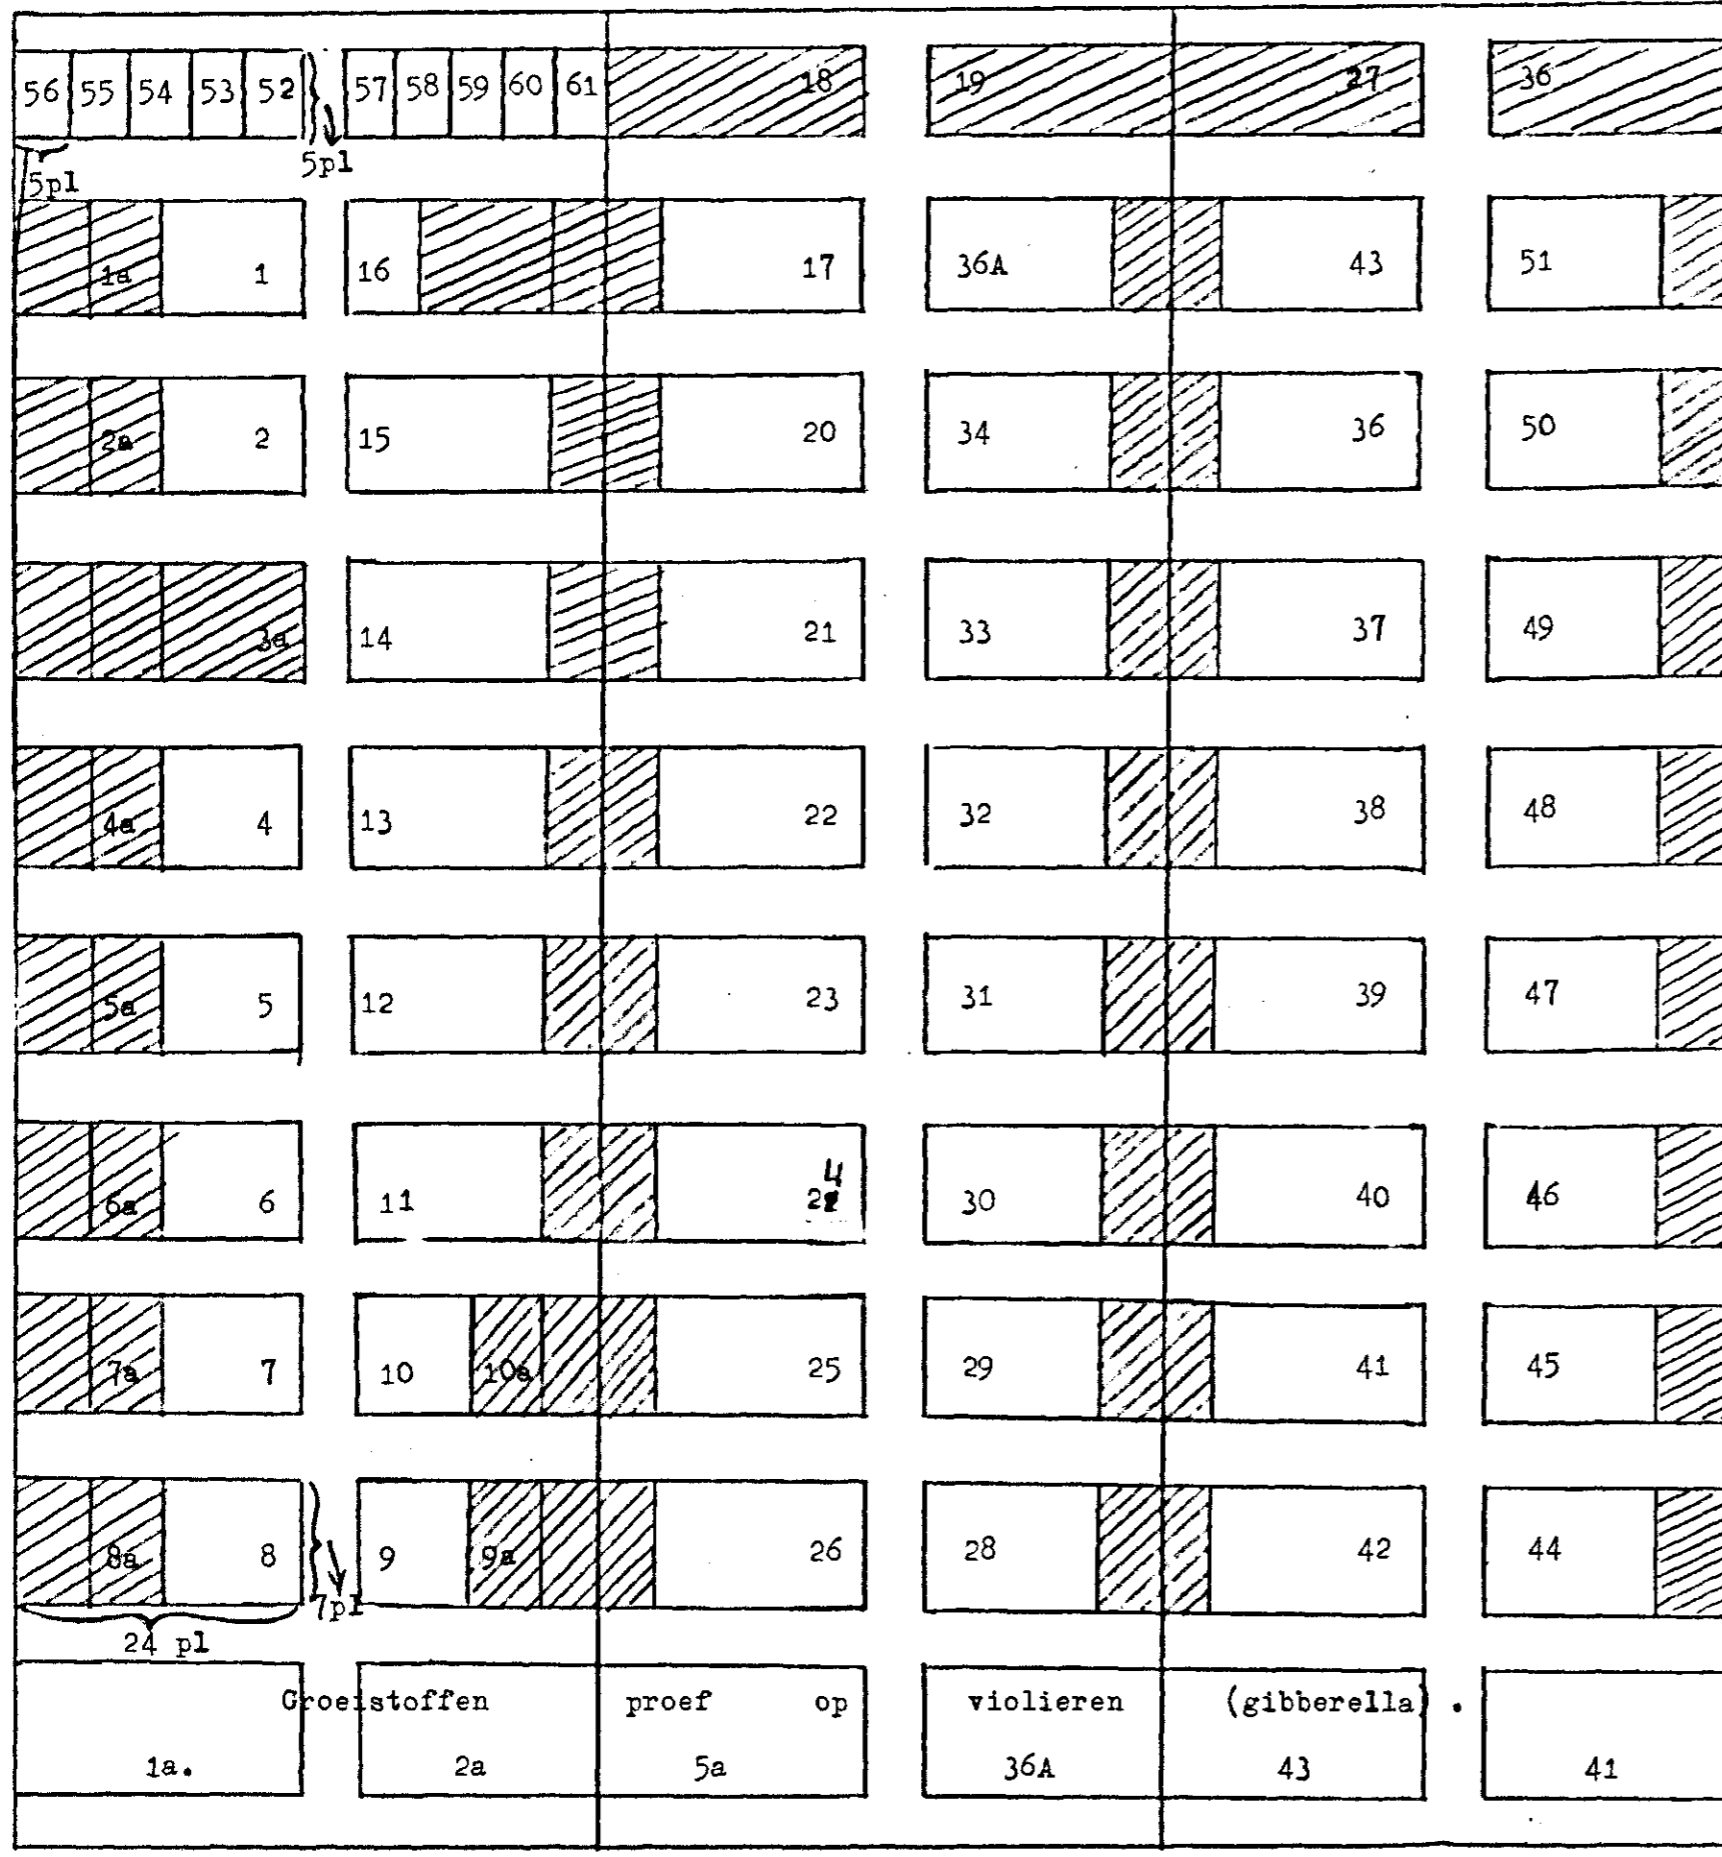 56 55 54 53 52 57 58 59 60 61 18 19 27 36
5pl 5pl
1a 1 16 17 36A 43 51
2a 2 15 20 34 36 50
3a 14 21 33 37 49
4a 4 13 22 32 38 48
5a 5 12 23 31 39 47
6a 6 11 24 30 40 46
7a 7 10 10a 25 29 41 45
8a 8 9 9a 26 28 42 44
7pl
24 pl
Groeistoffen proef op violieren (gibberella).
1a. 2a 5a 36A 43 41